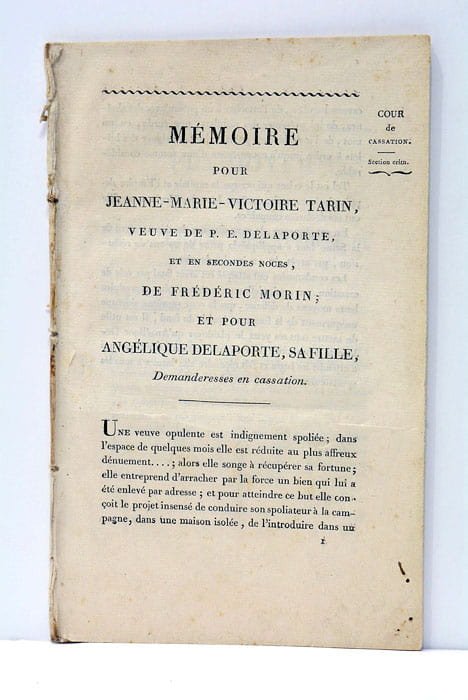 COUR
de
CASSATION.
Section crim.
MÉMOIRE
POUR
JEANNE-MARIE-VICTOIRE TARIN,
VEUVE DE P. E. DELAPORTE,
ET EN SECONDES NOCES,
DE FRÉDÉRIC MORIN;
ET POUR
ANGÉLIQUE DELAPORTE, SA FILLE,
Demanderesses en cassation.
UNE veuve opulente est indignement spoliée; dans
l'espace de quelques mois elle est réduite au plus affreux
dénuement....; alors elle songe à récupérer sa fortune;
elle entreprend d'arracher par la force un bien qui lui a
été enlevé par adresse; et pour atteindre ce but elle con-
çoit le projet insensé de conduire son spoliateur à la cam-
pagne, dans une maison isolée, de l'introduire dans un
1